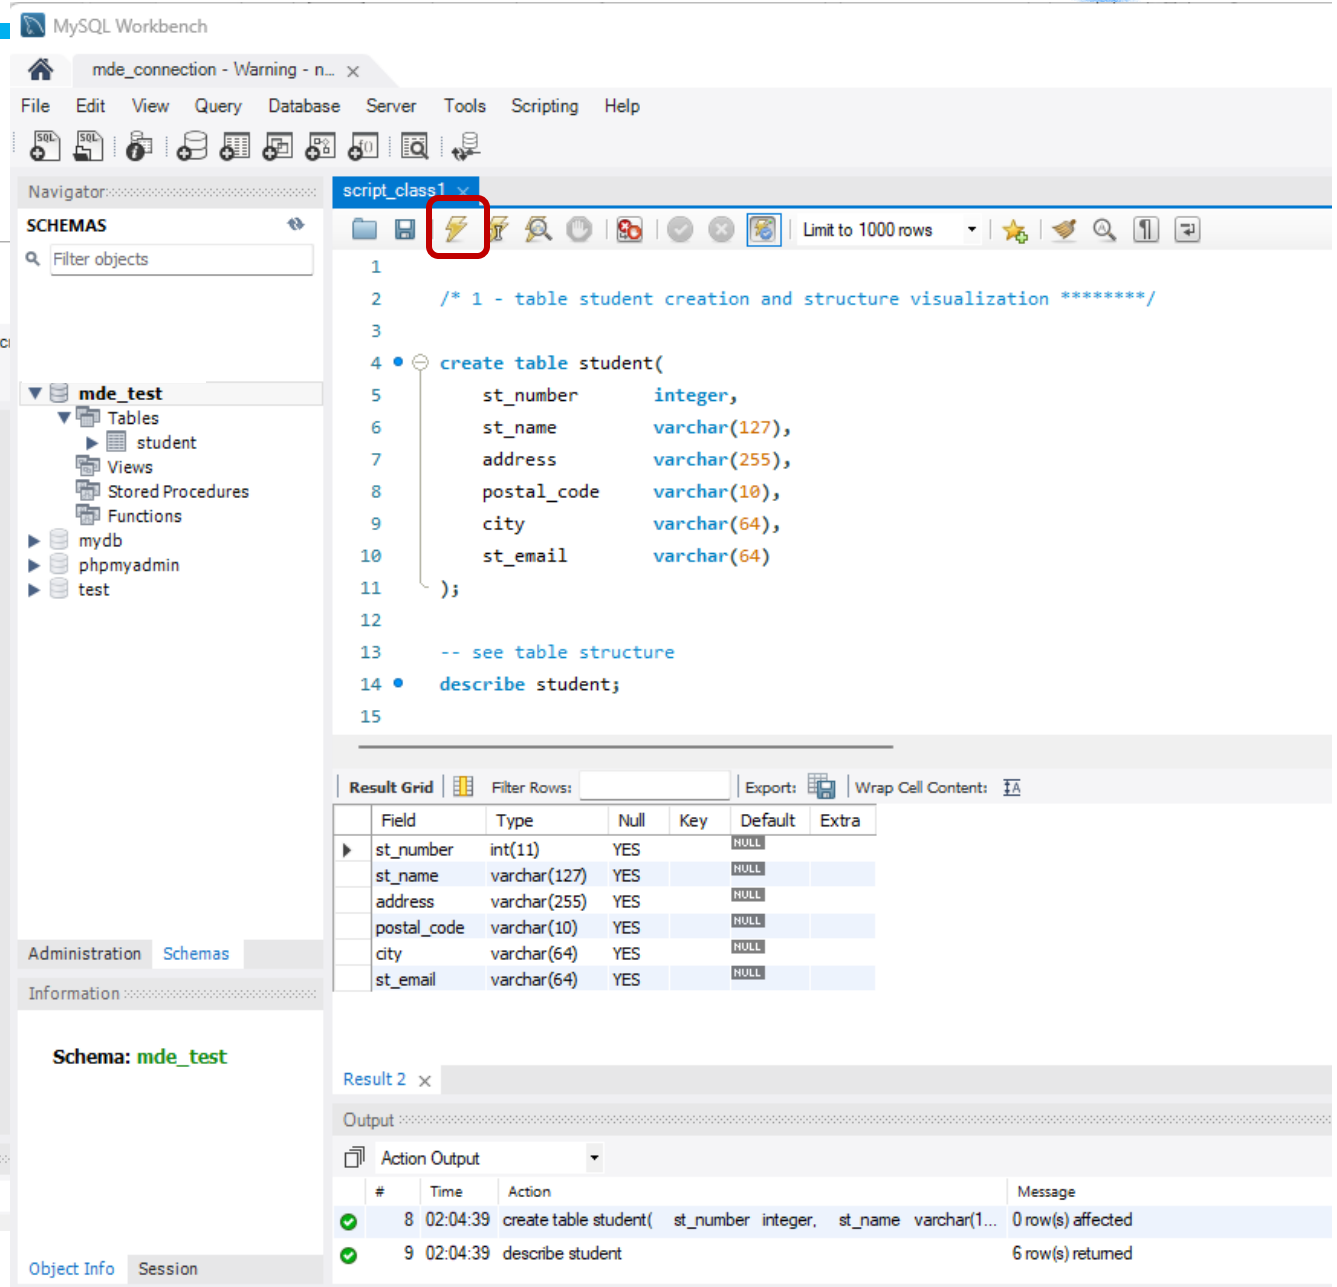 MySQL Workbench
mde_connection - Warning - n...
File Edit View Query Database Server Tools Scripting Help
Navigator
SCHEMAS
Filter objects
mde_test
Tables
student
Views
Stored Procedures
Functions
mydb
phpmyadmin
test
Administration Schemas
Information
Schema: mde_test
Object Info Session
script_class1
Limit to 1000 rows
1
2 /* 1 - table student creation and structure visualization ********/
3
4 create table student(
5 st_number integer,
6 st_name varchar(127),
7 address varchar(255),
8 postal_code varchar(10),
9 city varchar(64),
10 st_email varchar(64)
11 );
12
13 -- see table structure
14 describe student;
15
Result Grid Filter Rows: Export: Wrap Cell Content:
Field Type Null Key Default Extra
st_number int(11) YES NULL
st_name varchar(127) YES NULL
address varchar(255) YES NULL
postal_code varchar(10) YES NULL
city varchar(64) YES NULL
st_email varchar(64) YES NULL
Result 2
Output
Action Output
# Time Action Message
8 02:04:39 create table student( st_number integer, st_name varchar(1... 0 row(s) affected
9 02:04:39 describe student 6 row(s) returned